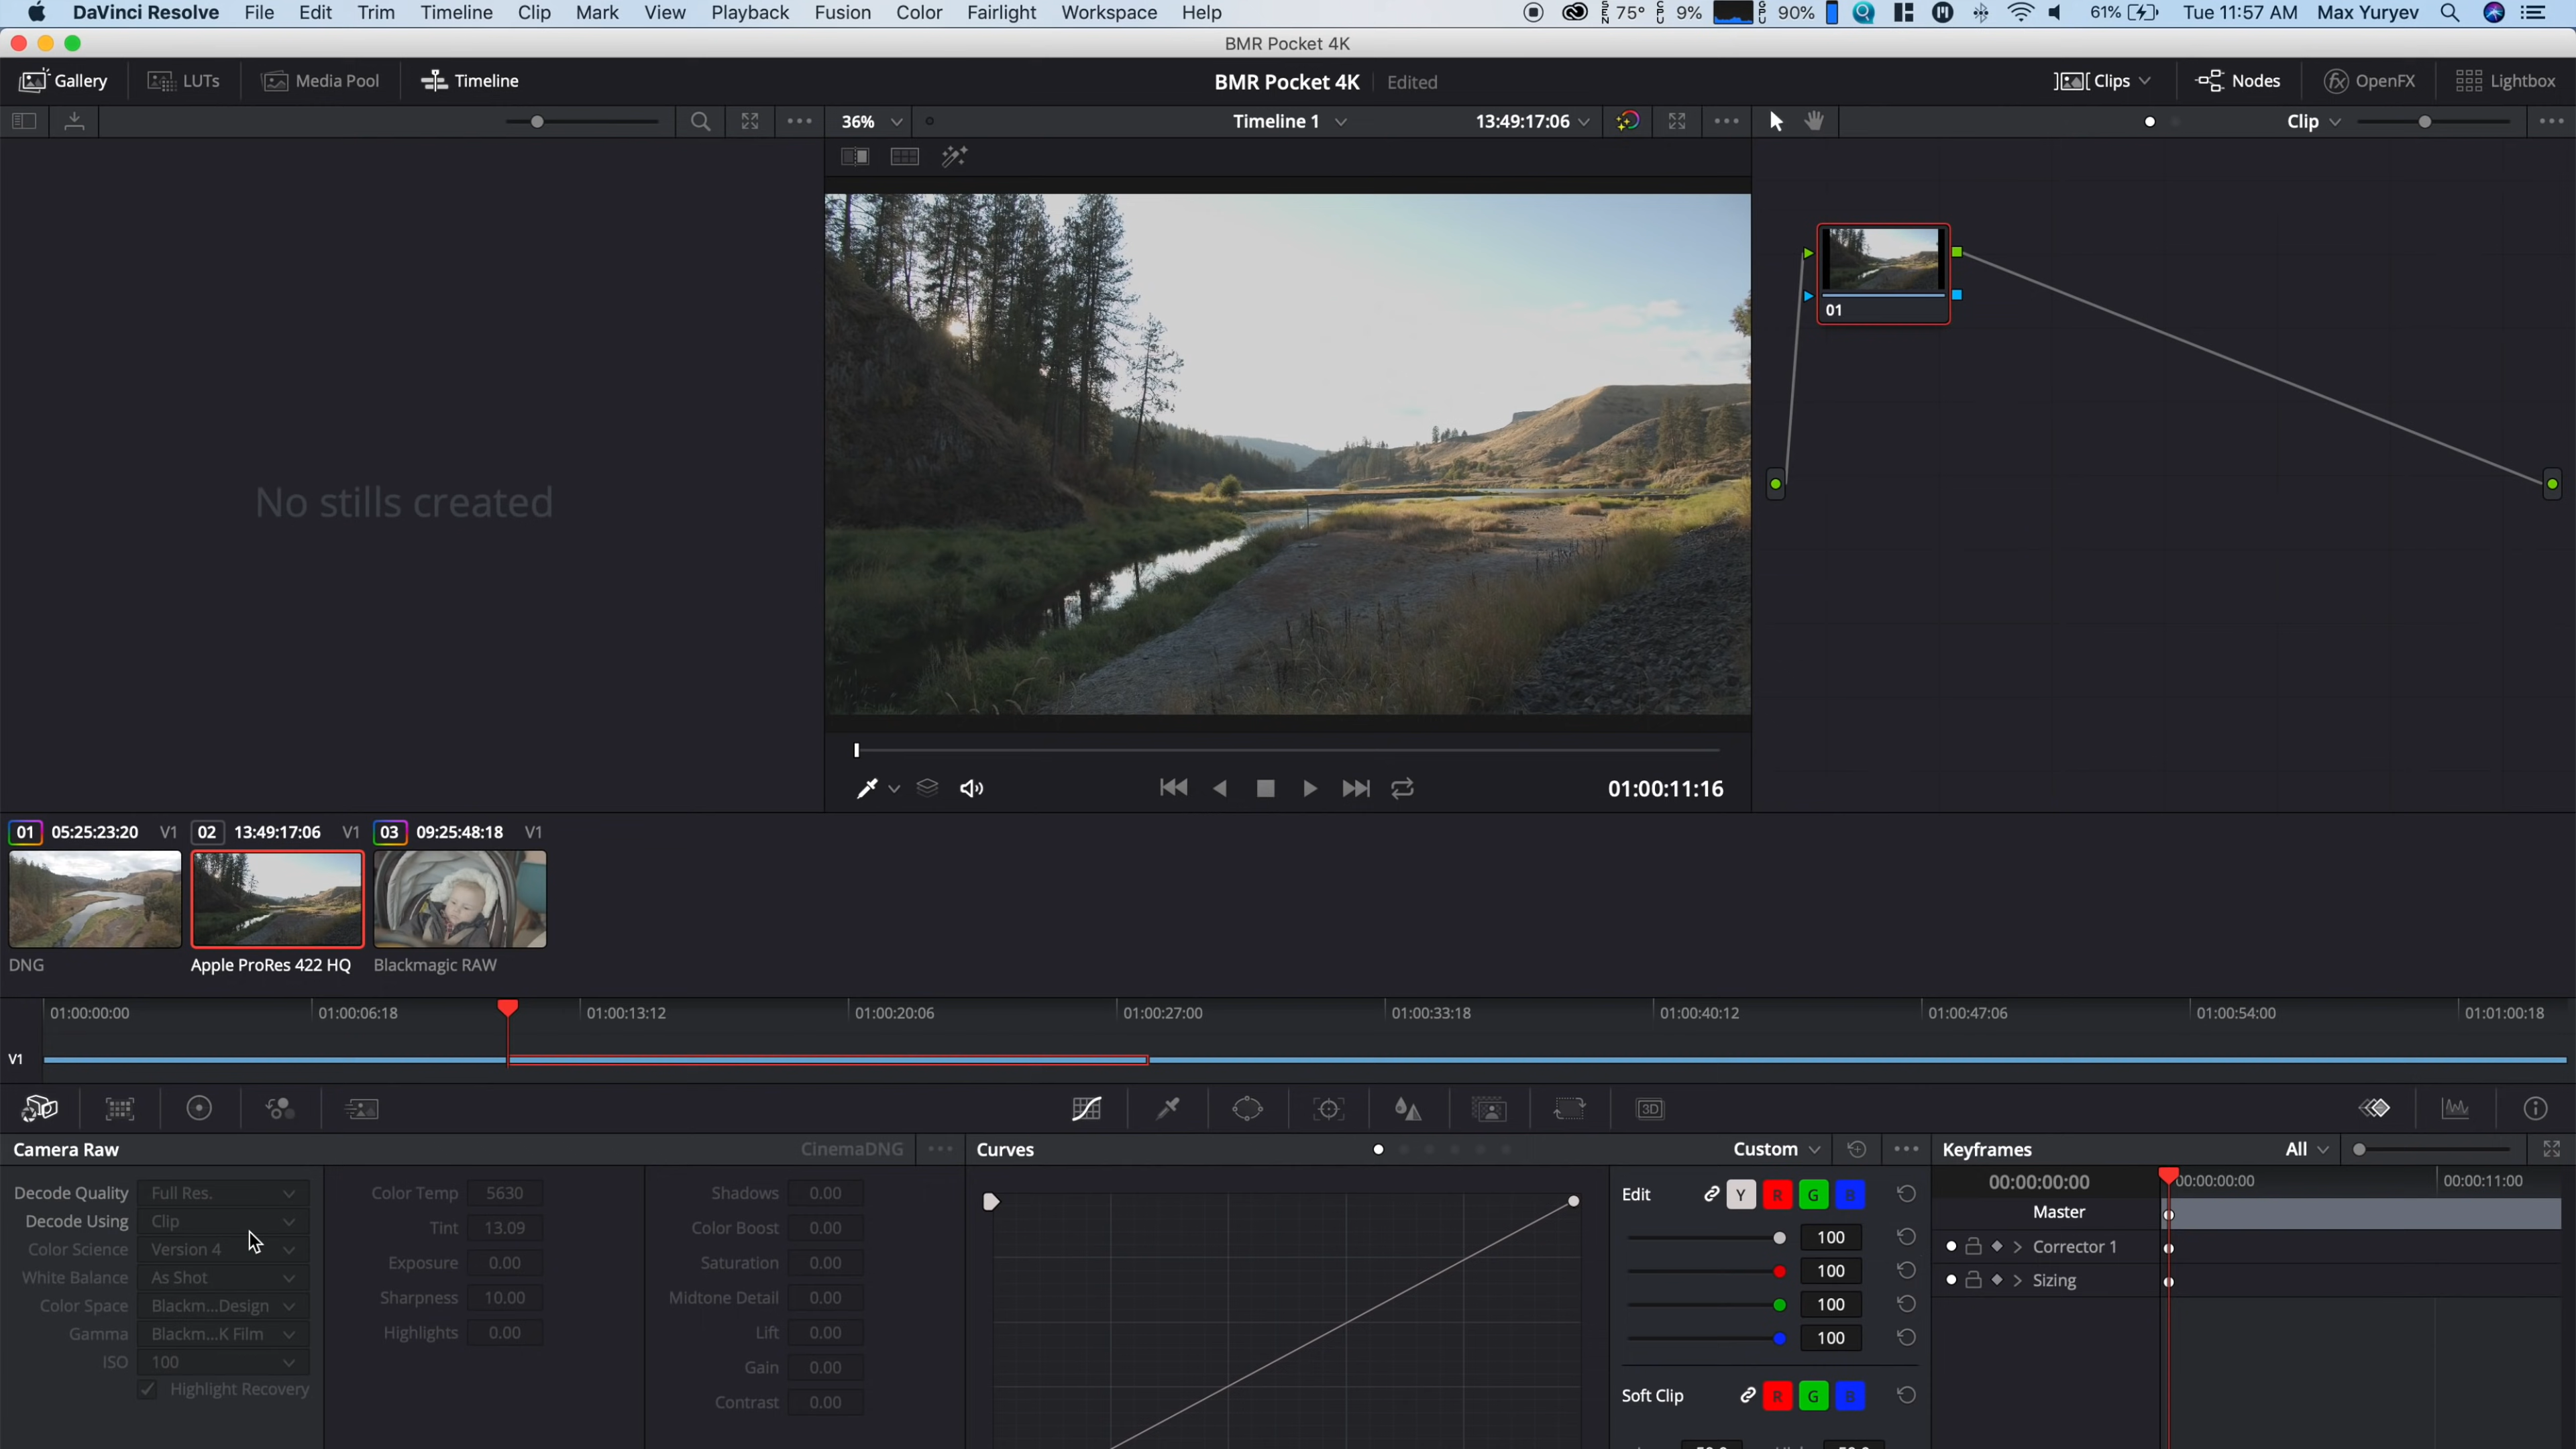 DaVinci Resolve File Edit Trim Timeline Clip Mark View Playback Fusion Color Fairlight Workspace Help 75° 9% 90% 61% Tue 11:57 AM Max Yuryev
BMR Pocket 4K
Gallery LUTs Media Pool Timeline BMR Pocket 4K Edited Clips Nodes OpenFX Lightbox
36% Timeline 1 13:49:17:06 Clip
01
No stills created
01:00:11:16
01 05:25:23:20 V1 02 13:49:17:06 V1 03 09:25:48:18 V1
DNG Apple ProRes 422 HQ Blackmagic RAW
01:00:00:00 01:00:06:18 01:00:13:12 01:00:20:06 01:00:27:00 01:00:33:18 01:00:40:12 01:00:47:06 01:00:54:00 01:01:00:18
V1
3D
Camera Raw CinemaDNG Curves Custom Keyframes All
Decode Quality Full Res.
Decode Using Clip
Color Science Version 4
White Balance As Shot
Color Space Blackm...Design
Gamma Blackm...K Film
ISO 100
Highlight Recovery
Color Temp 5630
Tint 13.09
Exposure 0.00
Sharpness 10.00
Highlights 0.00
Shadows 0.00
Color Boost 0.00
Saturation 0.00
Midtone Detail 0.00
Lift 0.00
Gain 0.00
Contrast 0.00
Edit Y R G B
100
100
100
100
Soft Clip R G B
00:00:00:00 00:00:00:00 00:00:11:00
Master
Corrector 1
Sizing